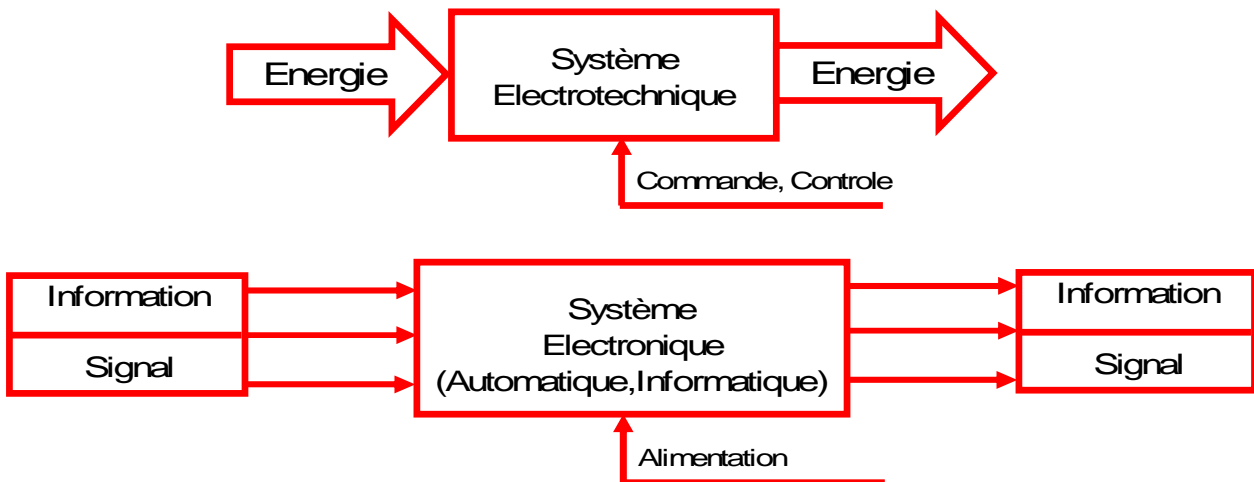 Energie
Système
Electrotechnique
Energie
Commande, Controle
Information
Signal
Système
Electronique
(Automatique,Informatique)
Information
Signal
Alimentation